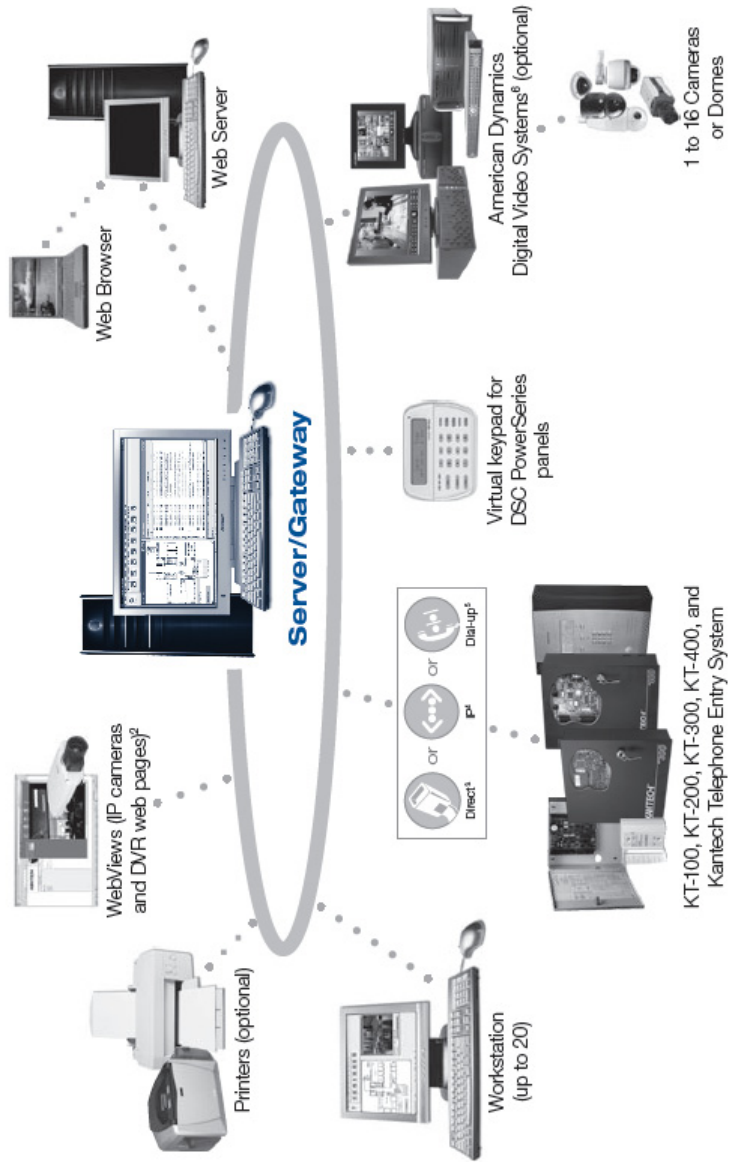 Web Browser
WebViews (IP cameras
and DVR web pages)²
Web Server
Printers (optional)
Server/Gateway
Direct³
or
IP⁴
or
Dial-up⁵
Workstation
(up to 20)
Virtual keypad for
DSC PowerSeries
panels
American Dynamics
Digital Video Systems⁶ (optional)
KANTECH
KT-100, KT-200, KT-300, KT-400, and
Kantech Telephone Entry System
1 to 16 Cameras
or Domes